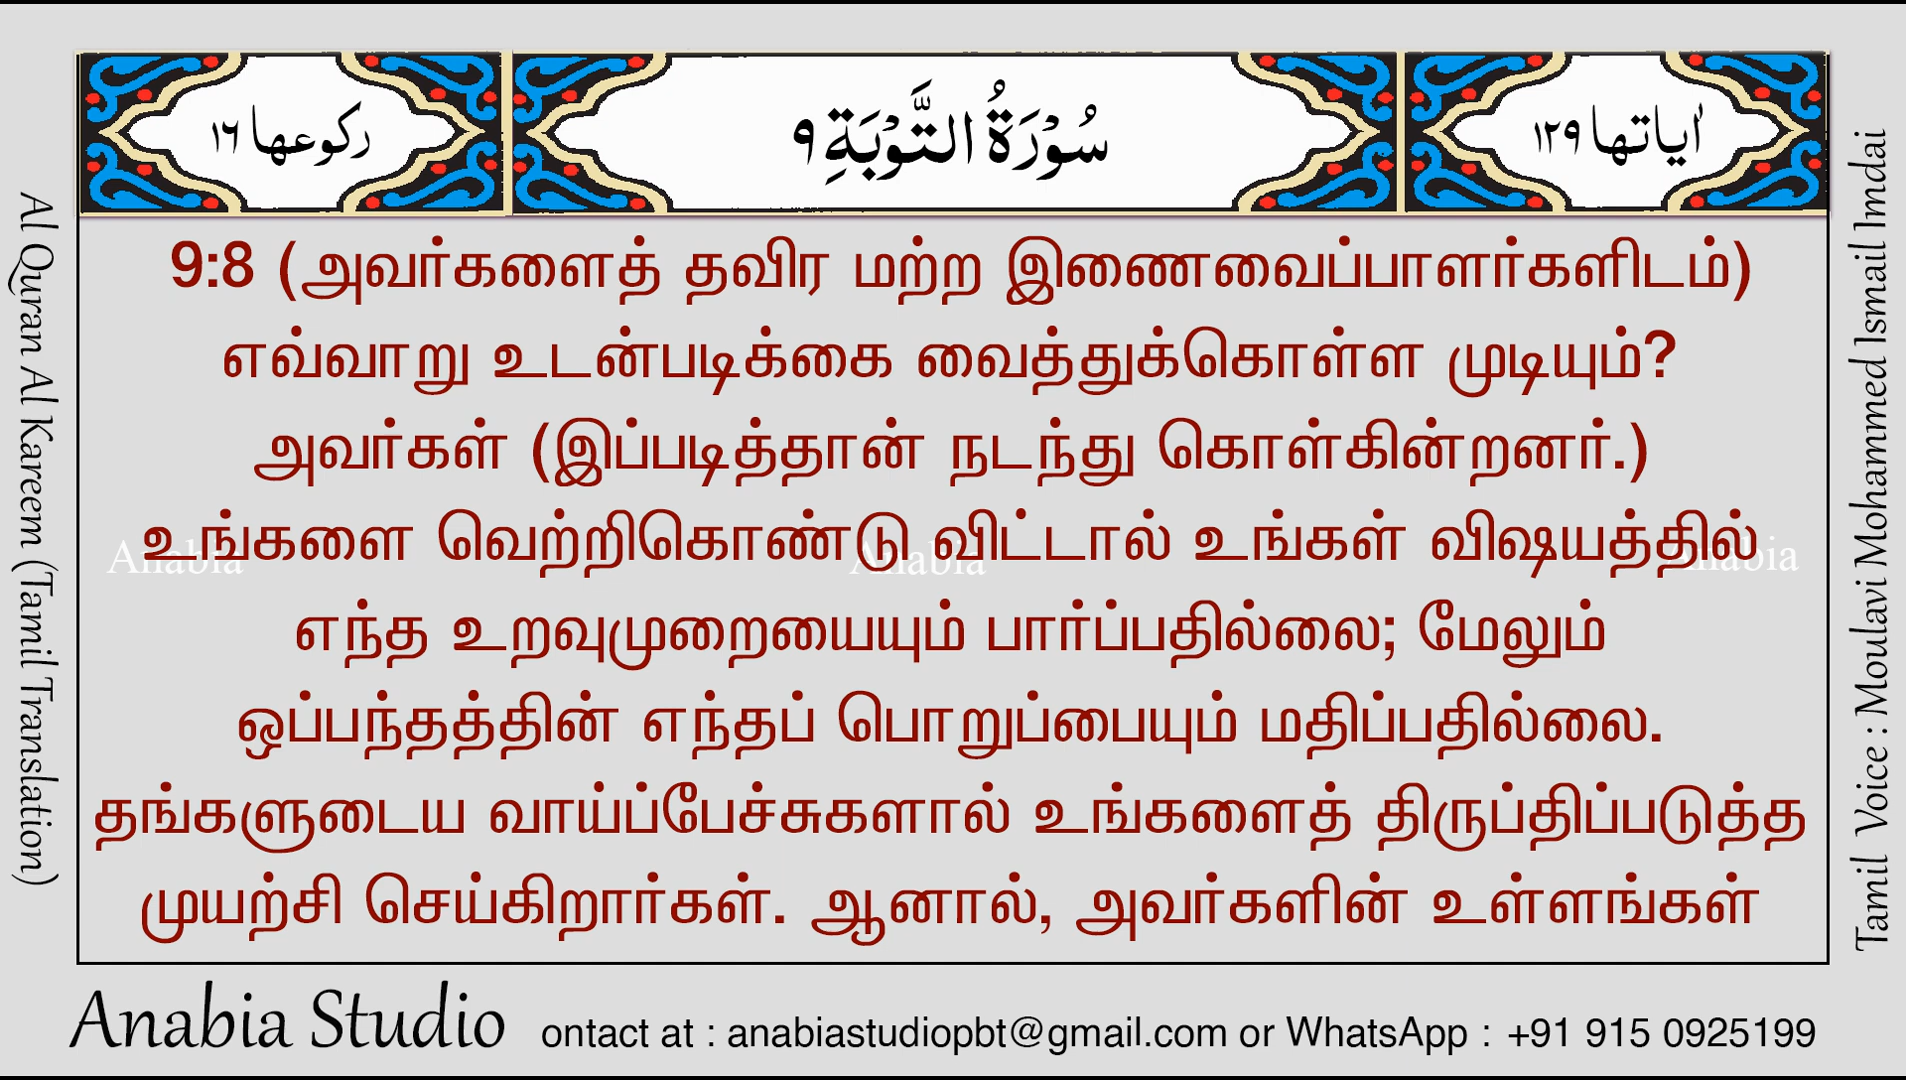 اٰیاتها ١٢٩
سُوْرَةُ التَّوْبَةِ ٩
ركوعها ١٦
9:8 (அவர்களைத் தவிர மற்ற இணைவைப்பாளர்களிடம்)
எவ்வாறு உடன்படிக்கை வைத்துக்கொள்ள முடியும்?
அவர்கள் (இப்படித்தான் நடந்து கொள்கின்றனர்.)
உங்களை வெற்றிகொண்டு விட்டால் உங்கள் விஷயத்தில்
எந்த உறவுமுறையையும் பார்ப்பதில்லை; மேலும்
ஒப்பந்தத்தின் எந்தப் பொறுப்பையும் மதிப்பதில்லை.
தங்களுடைய வாய்ப்பேச்சுகளால் உங்களைத் திருப்திப்படுத்த
முயற்சி செய்கிறார்கள். ஆனால், அவர்களின் உள்ளங்கள்
Anabia
Anabia
Anabia
Al Quran Al Kareem (Tamil Translation)
Tamil Voice : Moulavi Mohammed Ismail Imdai
Anabia Studio
ontact at : anabiastudiopbt@gmail.com or WhatsApp : +91 915 0925199